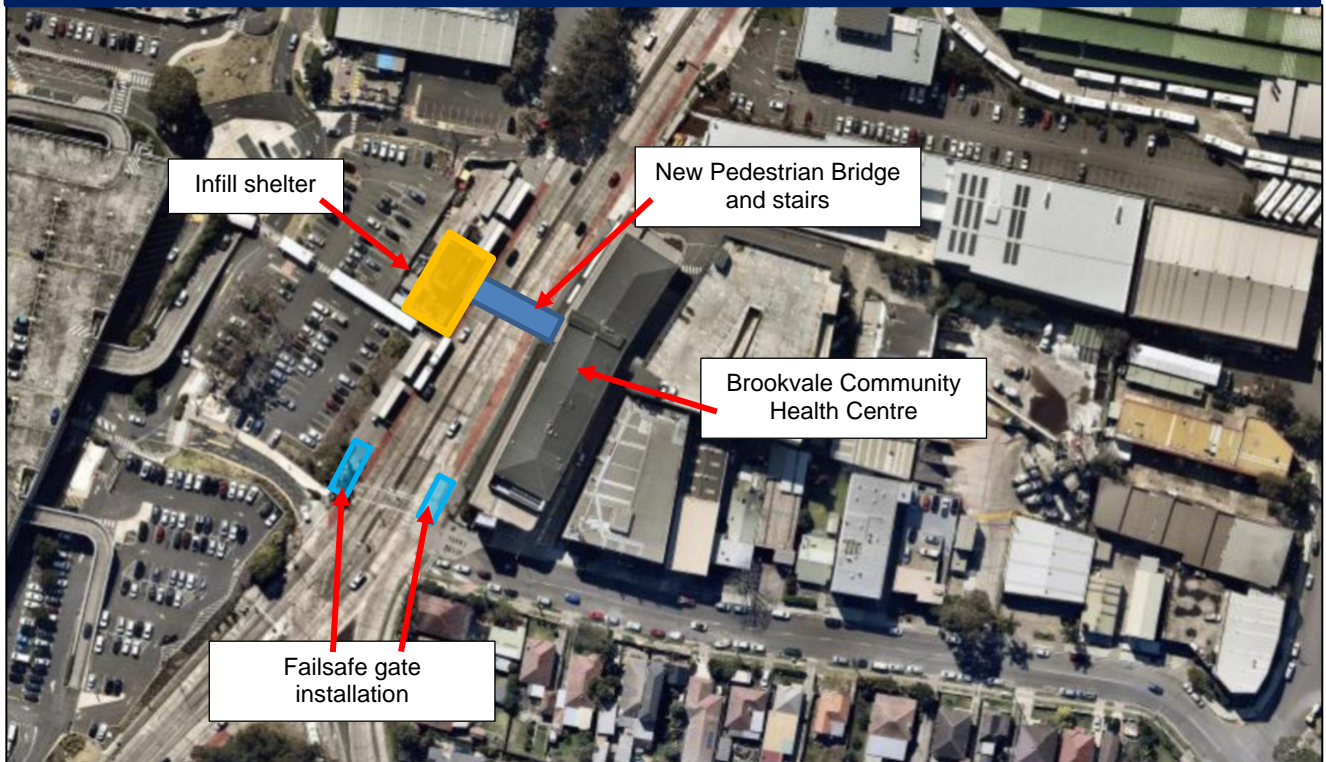 Infill shelter
New Pedestrian Bridge
and stairs
Brookvale Community
Health Centre
Failsafe gate
installation